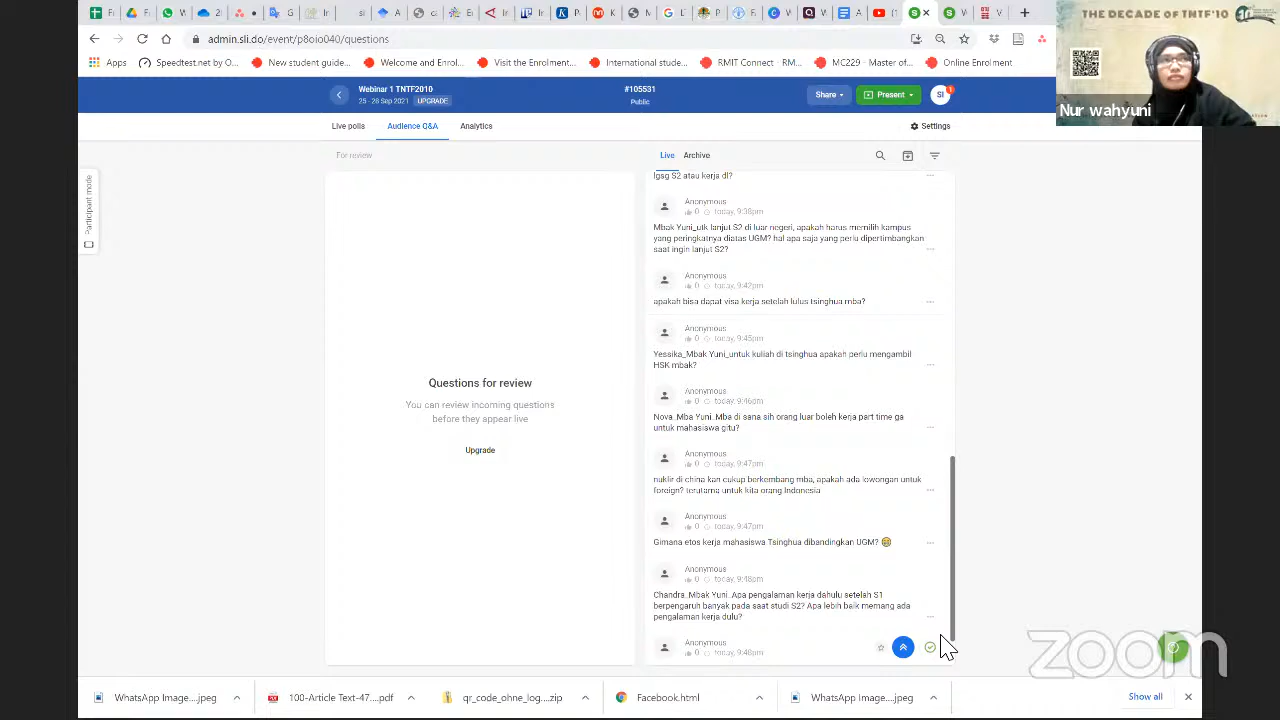 admin.sli.do/event/p8oio040/questions
THE DECADE OF TNTF'10
Apps
Speedtest.net by O...
New student guide...
Welcome and Enrol...
Visit the Enrolment...
International stude...
RMIT Connect - RM...
MC229 - Master of...
Online Enrolment
Nur wahyuni
Webinar 1 TNTF2010
25 - 26 Sep 2021 UPGRADE
#105531
Public
Share
Present
SI
1
Live polls
Audience Q&A
Analytics
Settings
Participant mode
For review
Live
Archive
Questions for review
You can review incoming questions
before they appear live
Upgrade
lgsg S2 atau kerja dl?
Anonymous
0 today, 9:38pm
Mbak Yuni_utk lanjut S2 di luar negeri, apakah harus memilih kampus
yang peringkatnya diatas UGM? hal apa saja yang perlu dipertimbangkan
saat ingin lanjut S2?
Anonymous
0 today, 9:42pm
apakah bisa dapat visa kerja setelah lulus tsinghua mba?
Anonymous
0 today, 9:45pm
Yessika_Mbak Yuni_untuk kuliah di tsinghua apakah perlu mengambil
HSK mbak?
Anonymous
0 today, 9:46pm
Nova_Mba Yuni_Mba di sana sih orang luar boleh kerja part time ga
untuk mahasiswa gitu?
Anonymous
0 today, 9:47pm
nuklir di china kan cukup berkembang mba, apakah ada lowongan untuk
foreign? terutama untuk kita orang Indonesia
Anonymous
0 today, 9:47pm
Gimana etos kerja mahasiswa Tsinghua dibandingkan UGM? 😁
Anonymous
0 today, 9:48pm
Chandra_Mbak Yuni_Apa pengalaman kerja dahulu setelah S1
berpengaruh banyak pada saat studi S2? Apa lebih baik memang ada
pengalaman kerja dulu?
Anonymous
0 today, 9:48pm
zoom
WhatsApp Image....jpeg
100-Article Text-47....pdf
qr_code_ohne_log....zip
Facebook.html
WhatsApp Image....jpeg
Show all